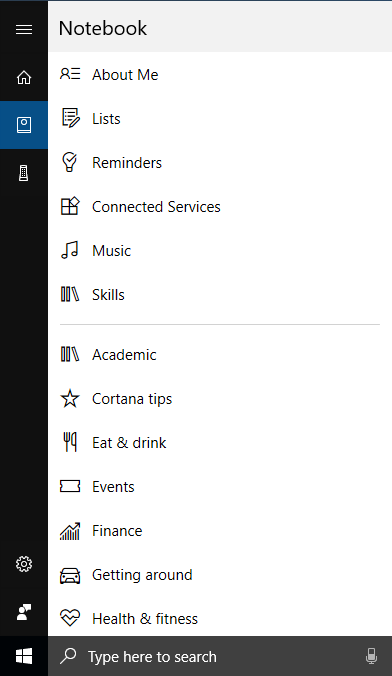 Notebook
About Me
Lists
Reminders
Connected Services
Music
Skills
Academic
Cortana tips
Eat & drink
Events
Finance
Getting around
Health & fitness
Type here to search